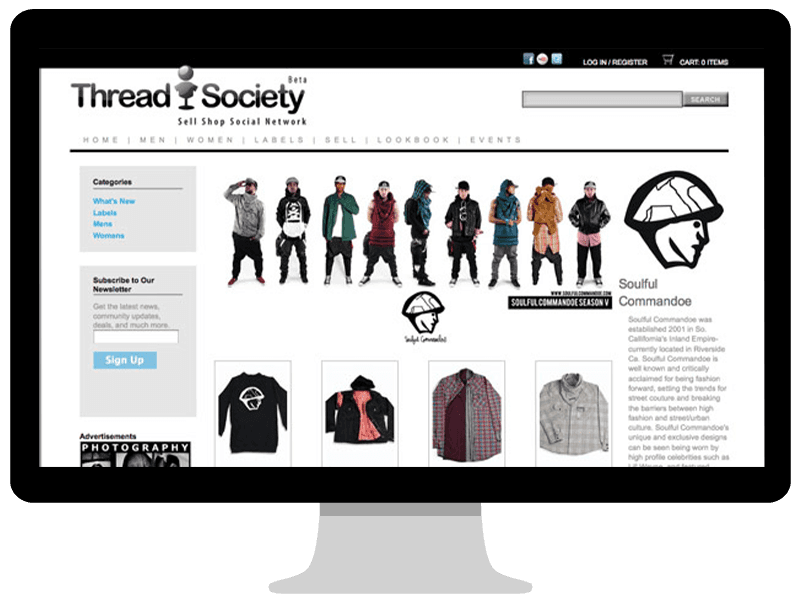 LOG IN / REGISTER
CART: 0 ITEMS
Thread Society
Beta
Sell Shop Social Network
SEARCH
HOME | MEN | WOMEN | LABELS | SELL | LOOKBOOK | EVENTS
Categories
What's New
Labels
Mens
Womans
Subscribe to Our
Newsletter
Get the latest news,
community updates,
deals, and much more.
Sign Up
Advertisements
PHOTOGRAPHY
WWW.SOULFULCOMMANDOE.COM
SOULFUL COMMANDOE SEASON V
Soulful Commandoe
Soulful
Commandoe
Soulful Commandoe was
established 2001 in So.
California's Inland Empire-
currently located in Riverside
Ca. Soulful Commandoe is
well known and critically
acclaimed for being fashion
forward, setting the trends for
street couture and breaking
the barriers between high
fashion and street/urban
culture. Soulful Commandoe's
unique and exclusive designs
can be seen being worn by
high profile celebrities such as